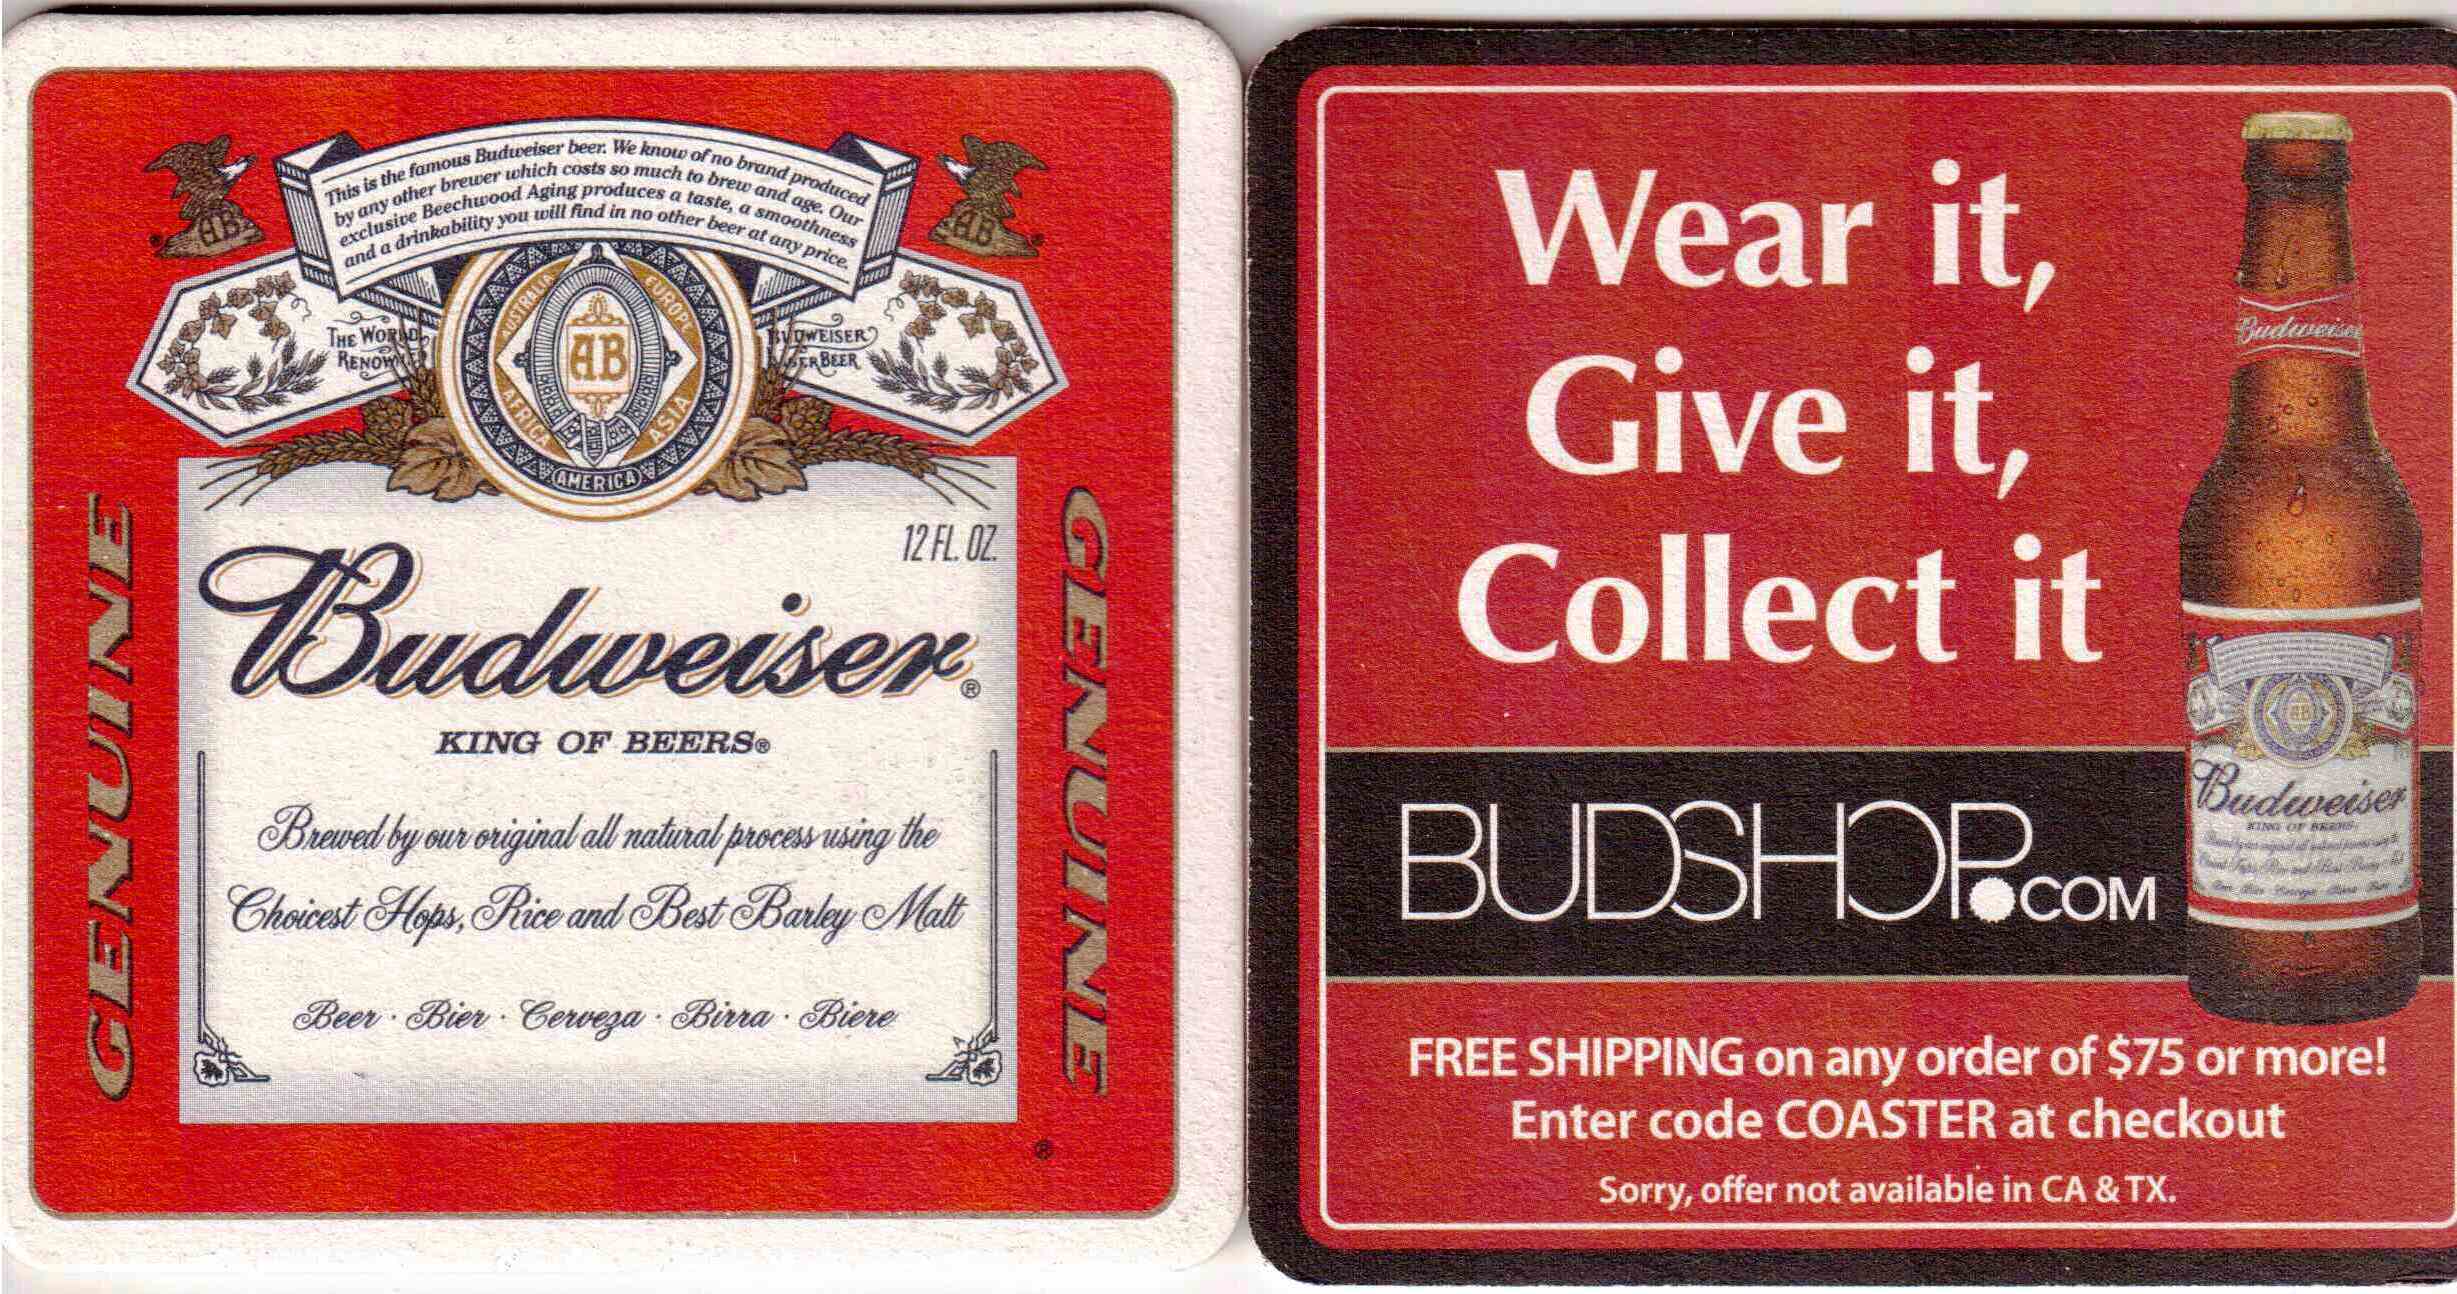 This is the famous Budweiser beer. We know of no brand produced
by any other brewer which costs so much to brew and age. Our
exclusive Beechwood Aging produces a taste, a smoothness
and a drinkability you will find in no other beer at any price.
AB
AB
THE WORLD
BUDWEISER
BEER
AUSTRALIA
EUROPE
AB
AFRICA
ASIA
AMERICA
GENUINE
GENUINE
12 FL. OZ.
Budweiser®
KING OF BEERS®
Brewed by our original all natural process using the
Choicest Hops, Rice and Best Barley Malt
Beer · Bier · Cerveza · Birra · Biere
®
Wear it,
Give it,
Collect it
BUDSHOP.COM
FREE SHIPPING on any order of $75 or more!
Enter code COASTER at checkout
Sorry, offer not available in CA & TX.
Budweiser
AB
Budweiser
KING OF BEERS